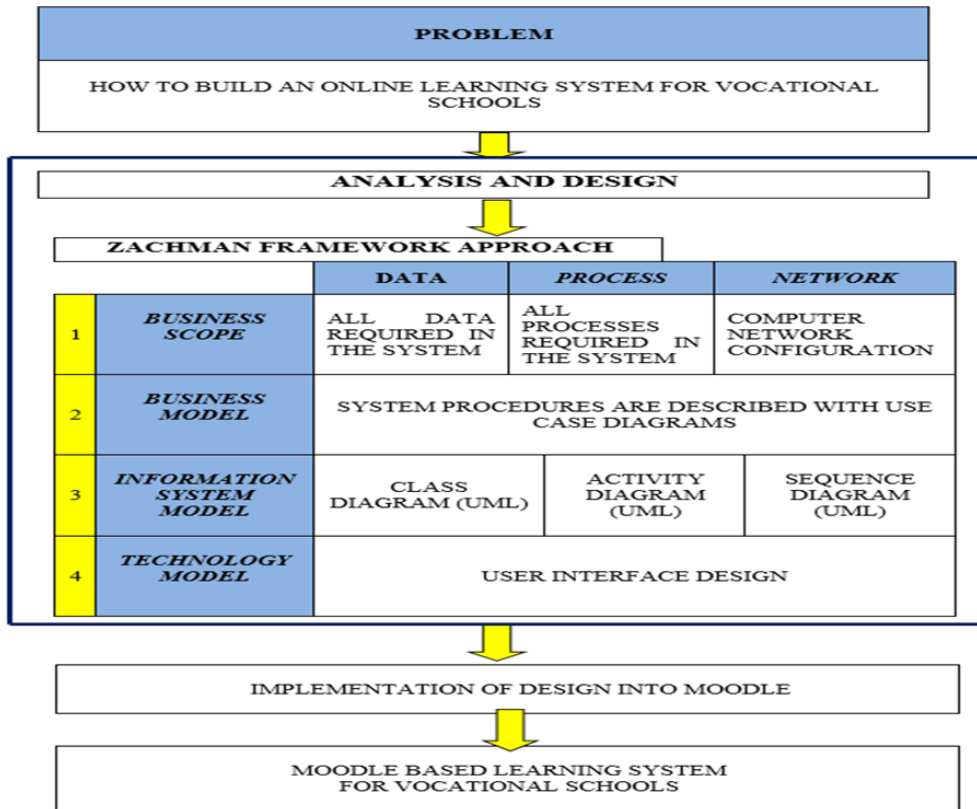 PROBLEM
HOW TO BUILD AN ONLINE LEARNING SYSTEM FOR VOCATIONAL
SCHOOLS
ANALYSIS AND DESIGN
ZACHMAN FRAMEWORK APPROACH
DATA
PROCESS
NETWORK
1
BUSINESS
SCOPE
ALL DATA
REQUIRED IN
THE SYSTEM
ALL
PROCESSES
REQUIRED IN
THE SYSTEM
COMPUTER
NETWORK
CONFIGURATION
2
BUSINESS
MODEL
SYSTEM PROCEDURES ARE DESCRIBED WITH USE
CASE DIAGRAMS
3
INFORMATION
SYSTEM
MODEL
CLASS
DIAGRAM (UML)
ACTIVITY
DIAGRAM
(UML)
SEQUENCE
DIAGRAM
(UML)
4
TECHNOLOGY
MODEL
USER INTERFACE DESIGN
IMPLEMENTATION OF DESIGN INTO MOODLE
MOODLE BASED LEARNING SYSTEM
FOR VOCATIONAL SCHOOLS